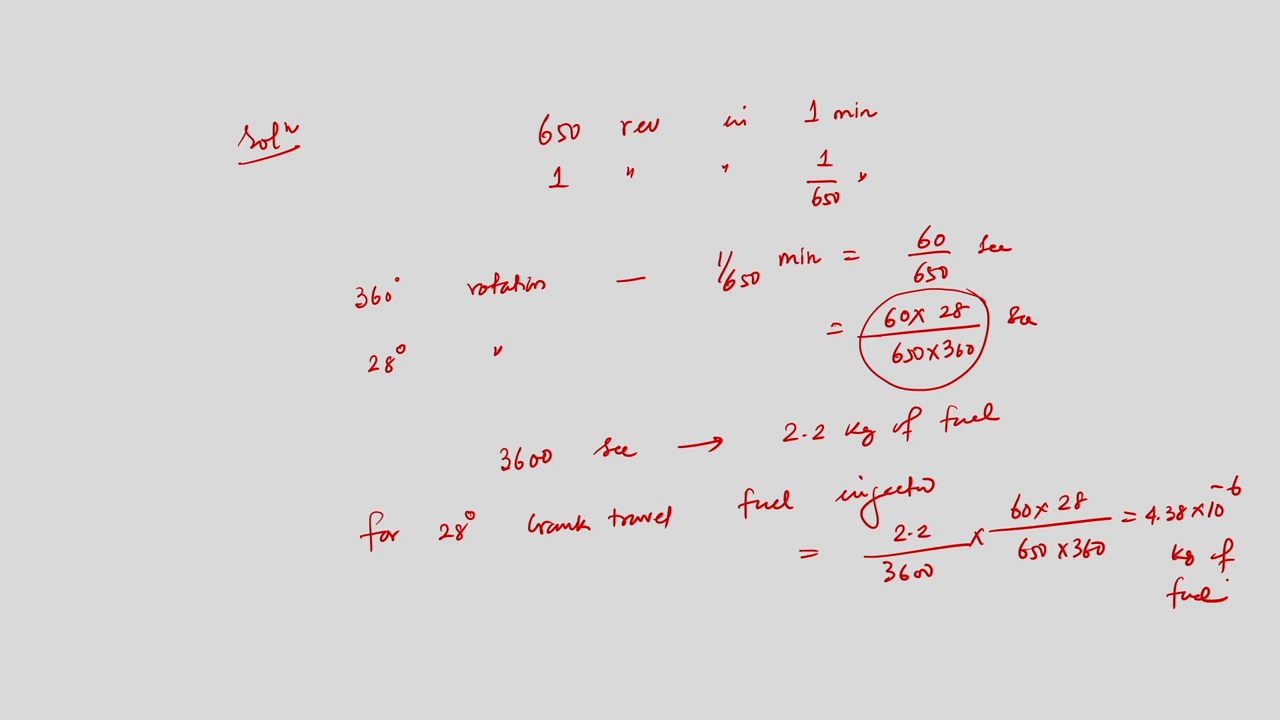 Solⁿ
650 rev in 1 min
1 " " 1/650 "
360° rotation — 1/650 min = 60/650 sec
28° " = (60 x 28)/(650 x 360) sec
3600 sec → 2.2 kg of fuel
for 28° crank travel fuel injected
= 2.2/3600 x (60 x 28)/(650 x 360) = 4.38 x 10⁻⁶
kg of
fuel.